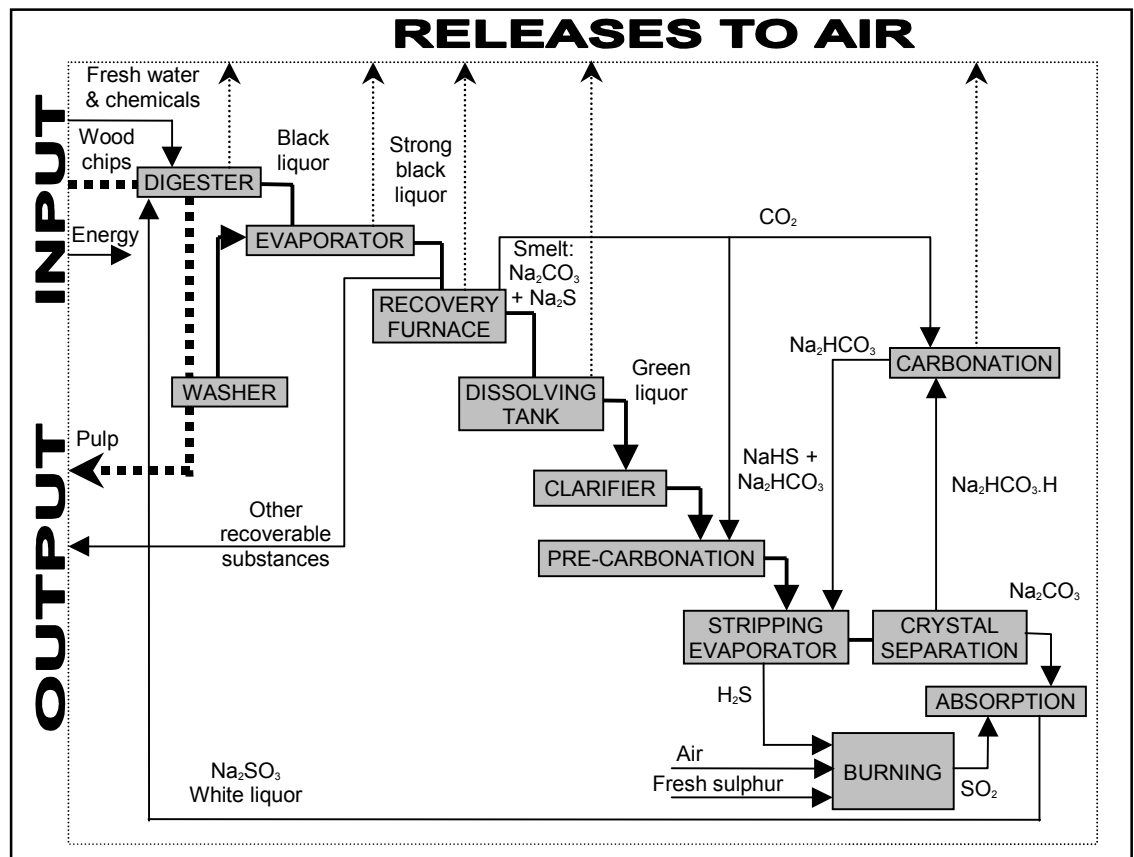 RELEASES TO AIR
INPUT
OUTPUT
Fresh water
& chemicals
Wood
chips
Energy
DIGESTER
Black
liquor
EVAPORATOR
Strong
black
liquor
RECOVERY
FURNACE
Smelt:
Na₂CO₃
+ Na₂S
CO₂
WASHER
DISSOLVING
TANK
Green
liquor
Na₂HCO₃
CARBONATION
Pulp
CLARIFIER
NaHS +
Na₂HCO₃
Na₂HCO₃.H
Other
recoverable
substances
PRE-CARBONATION
STRIPPING
EVAPORATOR
CRYSTAL
SEPARATION
Na₂CO₃
H₂S
ABSORPTION
Air
Fresh sulphur
BURNING
SO₂
Na₂SO₃
White liquor